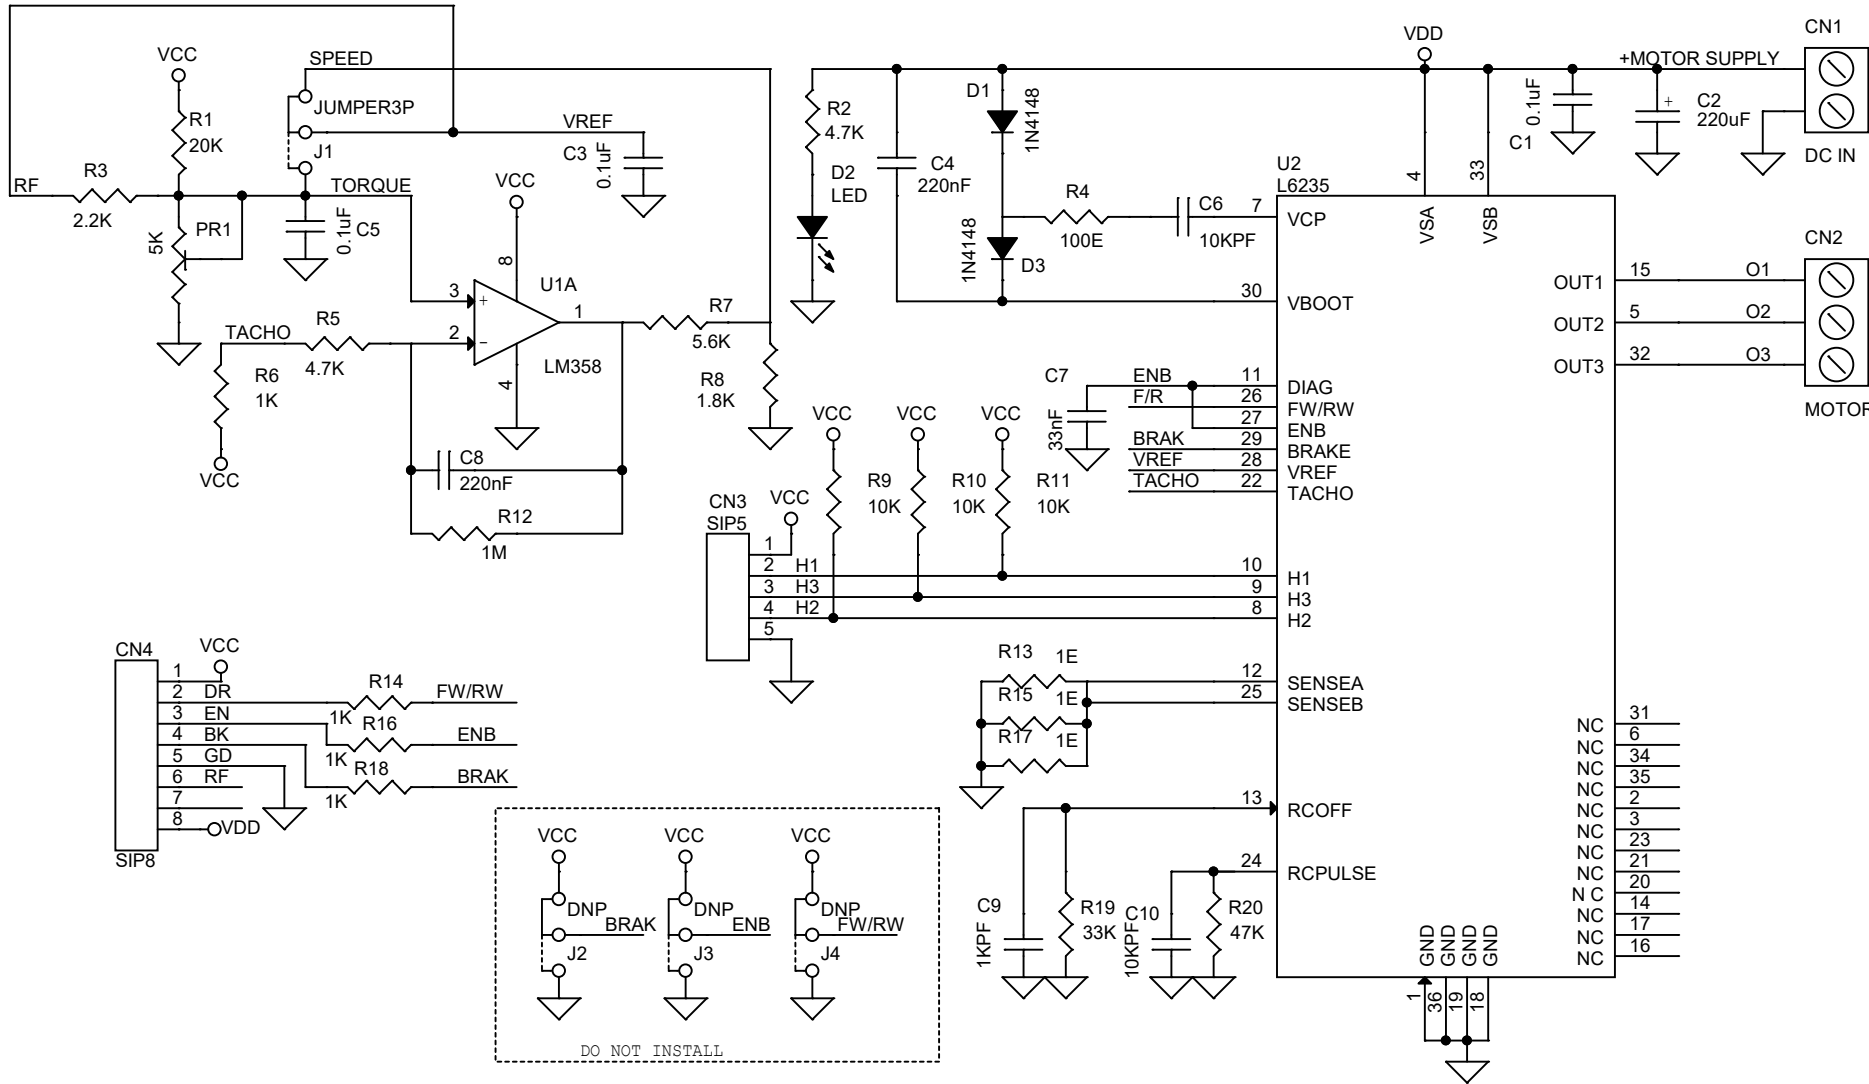 VCC
SPEED
JUMPER3P
R1
20K
J1
VREF
C3
0.1uF
RF
R3
2.2K
TORQUE
5K
PR1
0.1uF
C5
VCC
8
3
+
U1A
1
2
−
4
LM358
TACHO
R5
4.7K
R6
1K
VCC
R7
5.6K
R8
1.8K
C8
220nF
R12
1M
R2
4.7K
D2
LED
C4
220nF
D1
1N4148
1N4148
D3
R4
100E
C6
10KPF
VDD
+MOTOR SUPPLY
0.1uF
C1
+
C2
220uF
CN1
DC IN
U2
L6235
4
33
VSA
VSB
7
VCP
30
VBOOT
C7
33nF
ENB
11
DIAG
F/R
26
FW/RW
27
ENB
BRAK
29
BRAKE
VREF
28
VREF
TACHO
22
TACHO
OUT1
15
O1
OUT2
5
O2
OUT3
32
O3
CN2
MOTOR
VCC
VCC
VCC
R9
10K
R10
10K
R11
10K
CN3
SIP5
VCC
1
2
H1
10
H1
3
H3
9
H3
4
H2
8
H2
5
R13
1E
12
SENSEA
R15
1E
25
SENSEB
R17
1E
13
RCOFF
24
RCPULSE
C9
1KPF
R19
33K
C10
10KPF
R20
47K
CN4
VCC
1
2
DR
R14
1K
FW/RW
3
EN
R16
1K
ENB
4
BK
R18
1K
BRAK
5
GD
6
RF
7
8
VDD
SIP8
VCC
DNP
BRAK
J2
VCC
DNP
ENB
J3
VCC
DNP
FW/RW
J4
DO NOT INSTALL
NC
31
NC
6
NC
34
NC
35
NC
2
NC
3
NC
23
NC
21
N C
20
NC
14
NC
17
NC
16
GND
GND
GND
GND
1
36
19
18